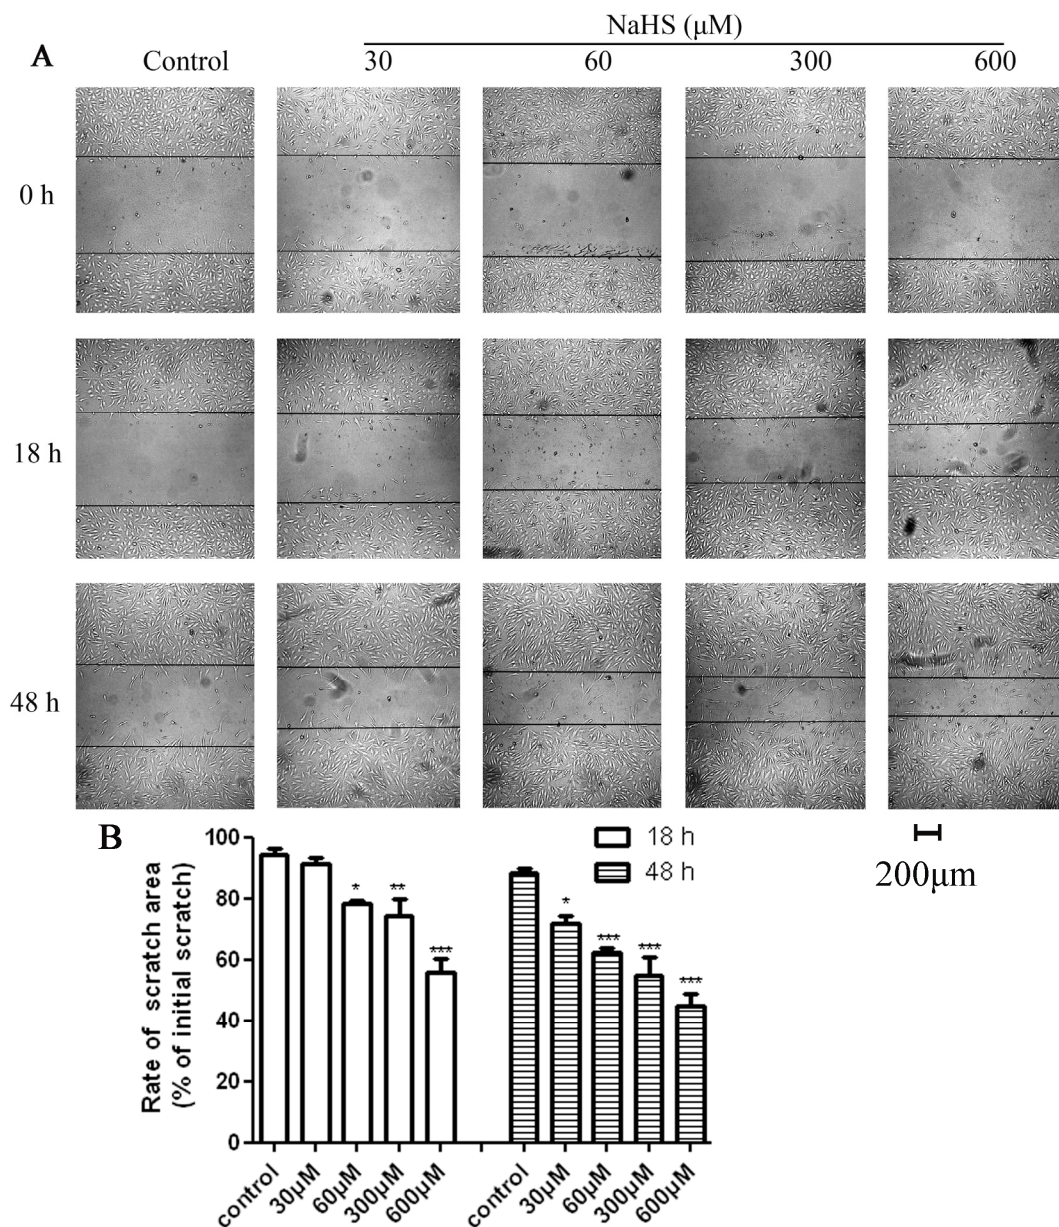 NaHS (μM)
A
Control 30 60 300 600
0 h
18 h
48 h
200μm
B
Rate of scratch area
(% of initial scratch)
100
80
60
40
20
0
18 h
48 h
* ** ***
* *** *** ***
control 30μM 60μM 300μM 600μM control 30μM 60μM 300μM 600μM